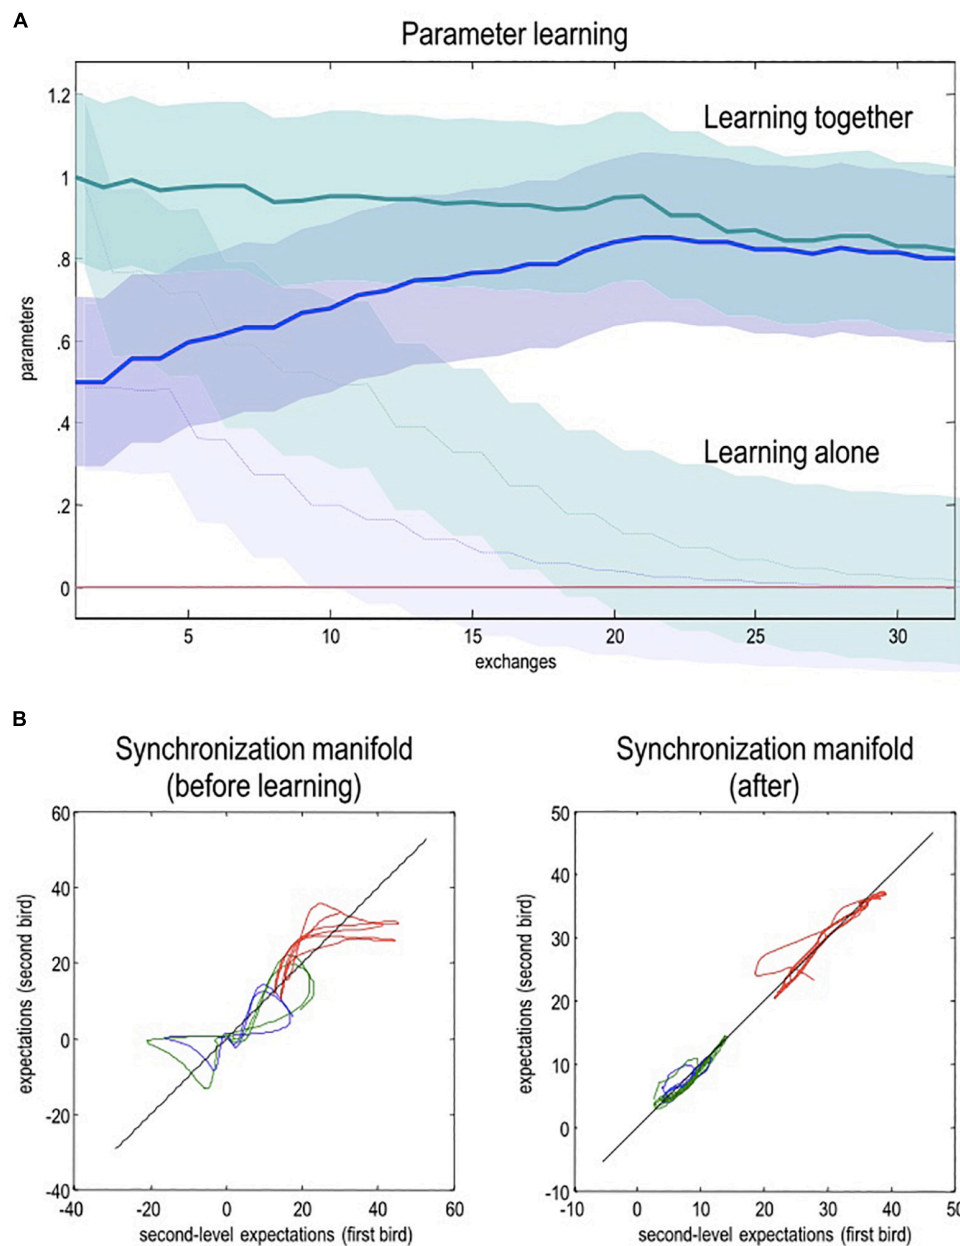 A
Parameter learning
1.2
Learning together
1
.8
parameters
.6
.4
Learning alone
.2
0
5 10 15 20 25 30
exchanges
B
Synchronization manifold
(before learning)
60
40
20
0
-20
-40
expectations (second bird)
-40 -20 0 20 40 60
second-level expectations (first bird)
Synchronization manifold
(after)
50
40
30
20
10
0
-10
expectations (second bird)
-10 0 10 20 30 40 50
second-level expectations (first bird)